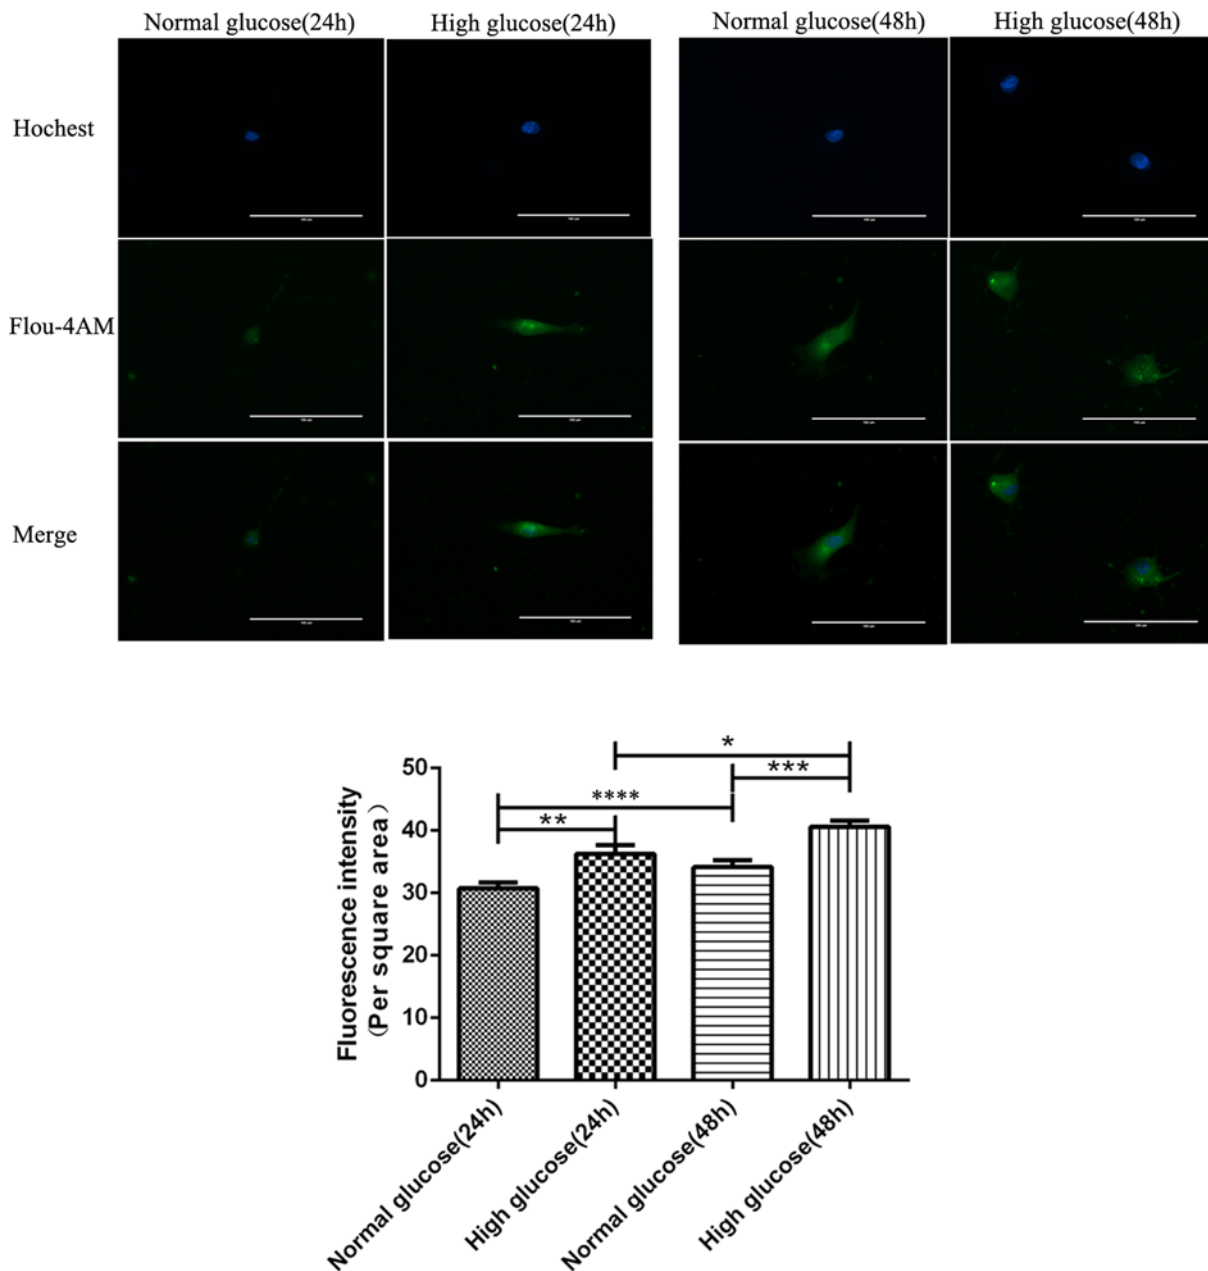 Normal glucose(24h)
High glucose(24h)
Normal glucose(48h)
High glucose(48h)
Hochest
Flou-4AM
Merge
*
***
****
**
Fluorescence intensity
(Per square area)
50
40
30
20
10
0
Normal glucose(24h)
High glucose(24h)
Normal glucose(48h)
High glucose(48h)